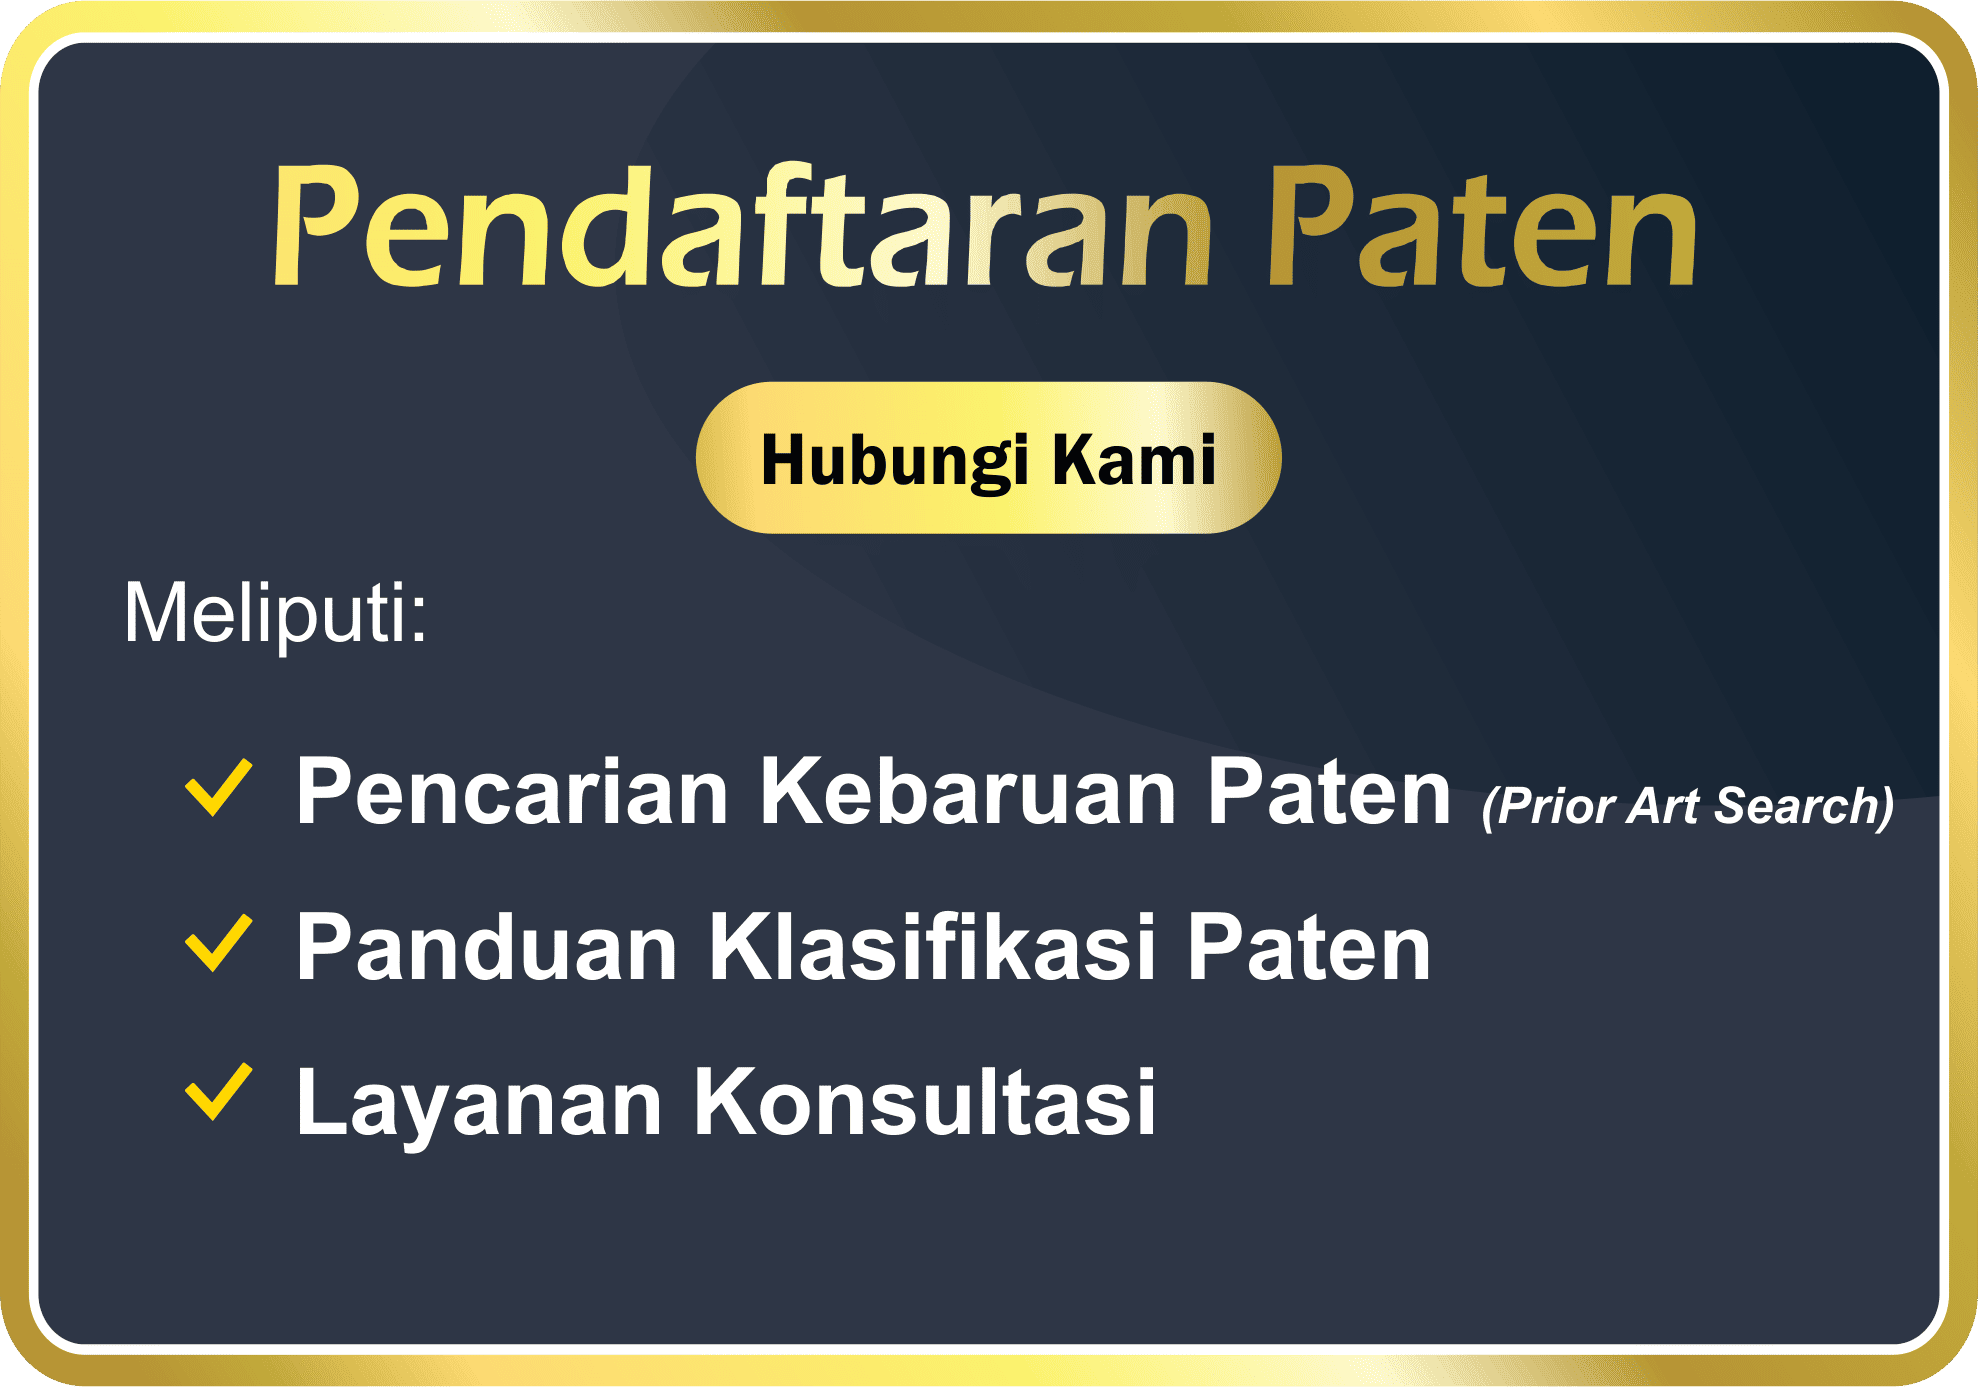 Pendaftaran Paten
Hubungi Kami
Meliputi:
Pencarian Kebaruan Paten (Prior Art Search)
Panduan Klasifikasi Paten
Layanan Konsultasi